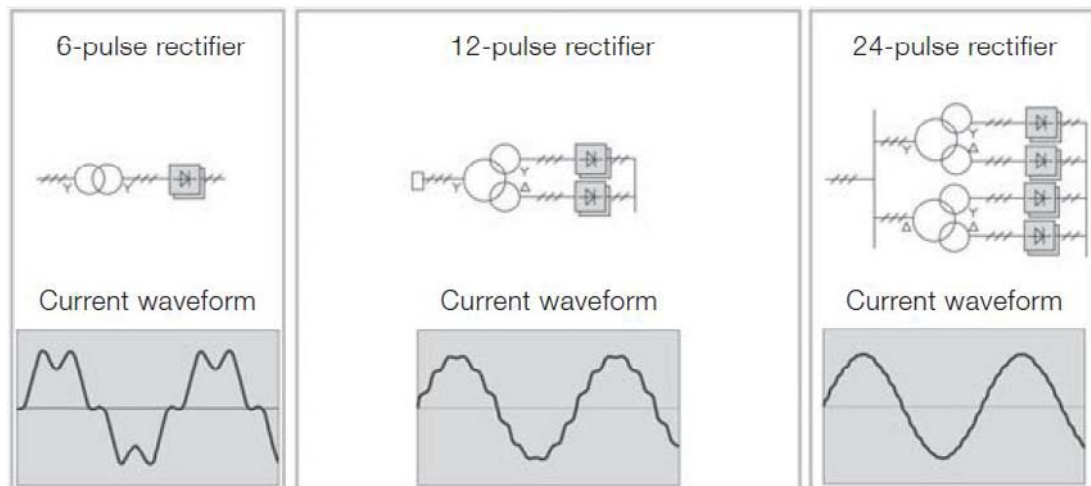 6-pulse rectifier
12-pulse rectifier
24-pulse rectifier
Y
Y
Y
Y
Δ
Y
Y
Δ
Δ
Y
Δ
Current waveform
Current waveform
Current waveform